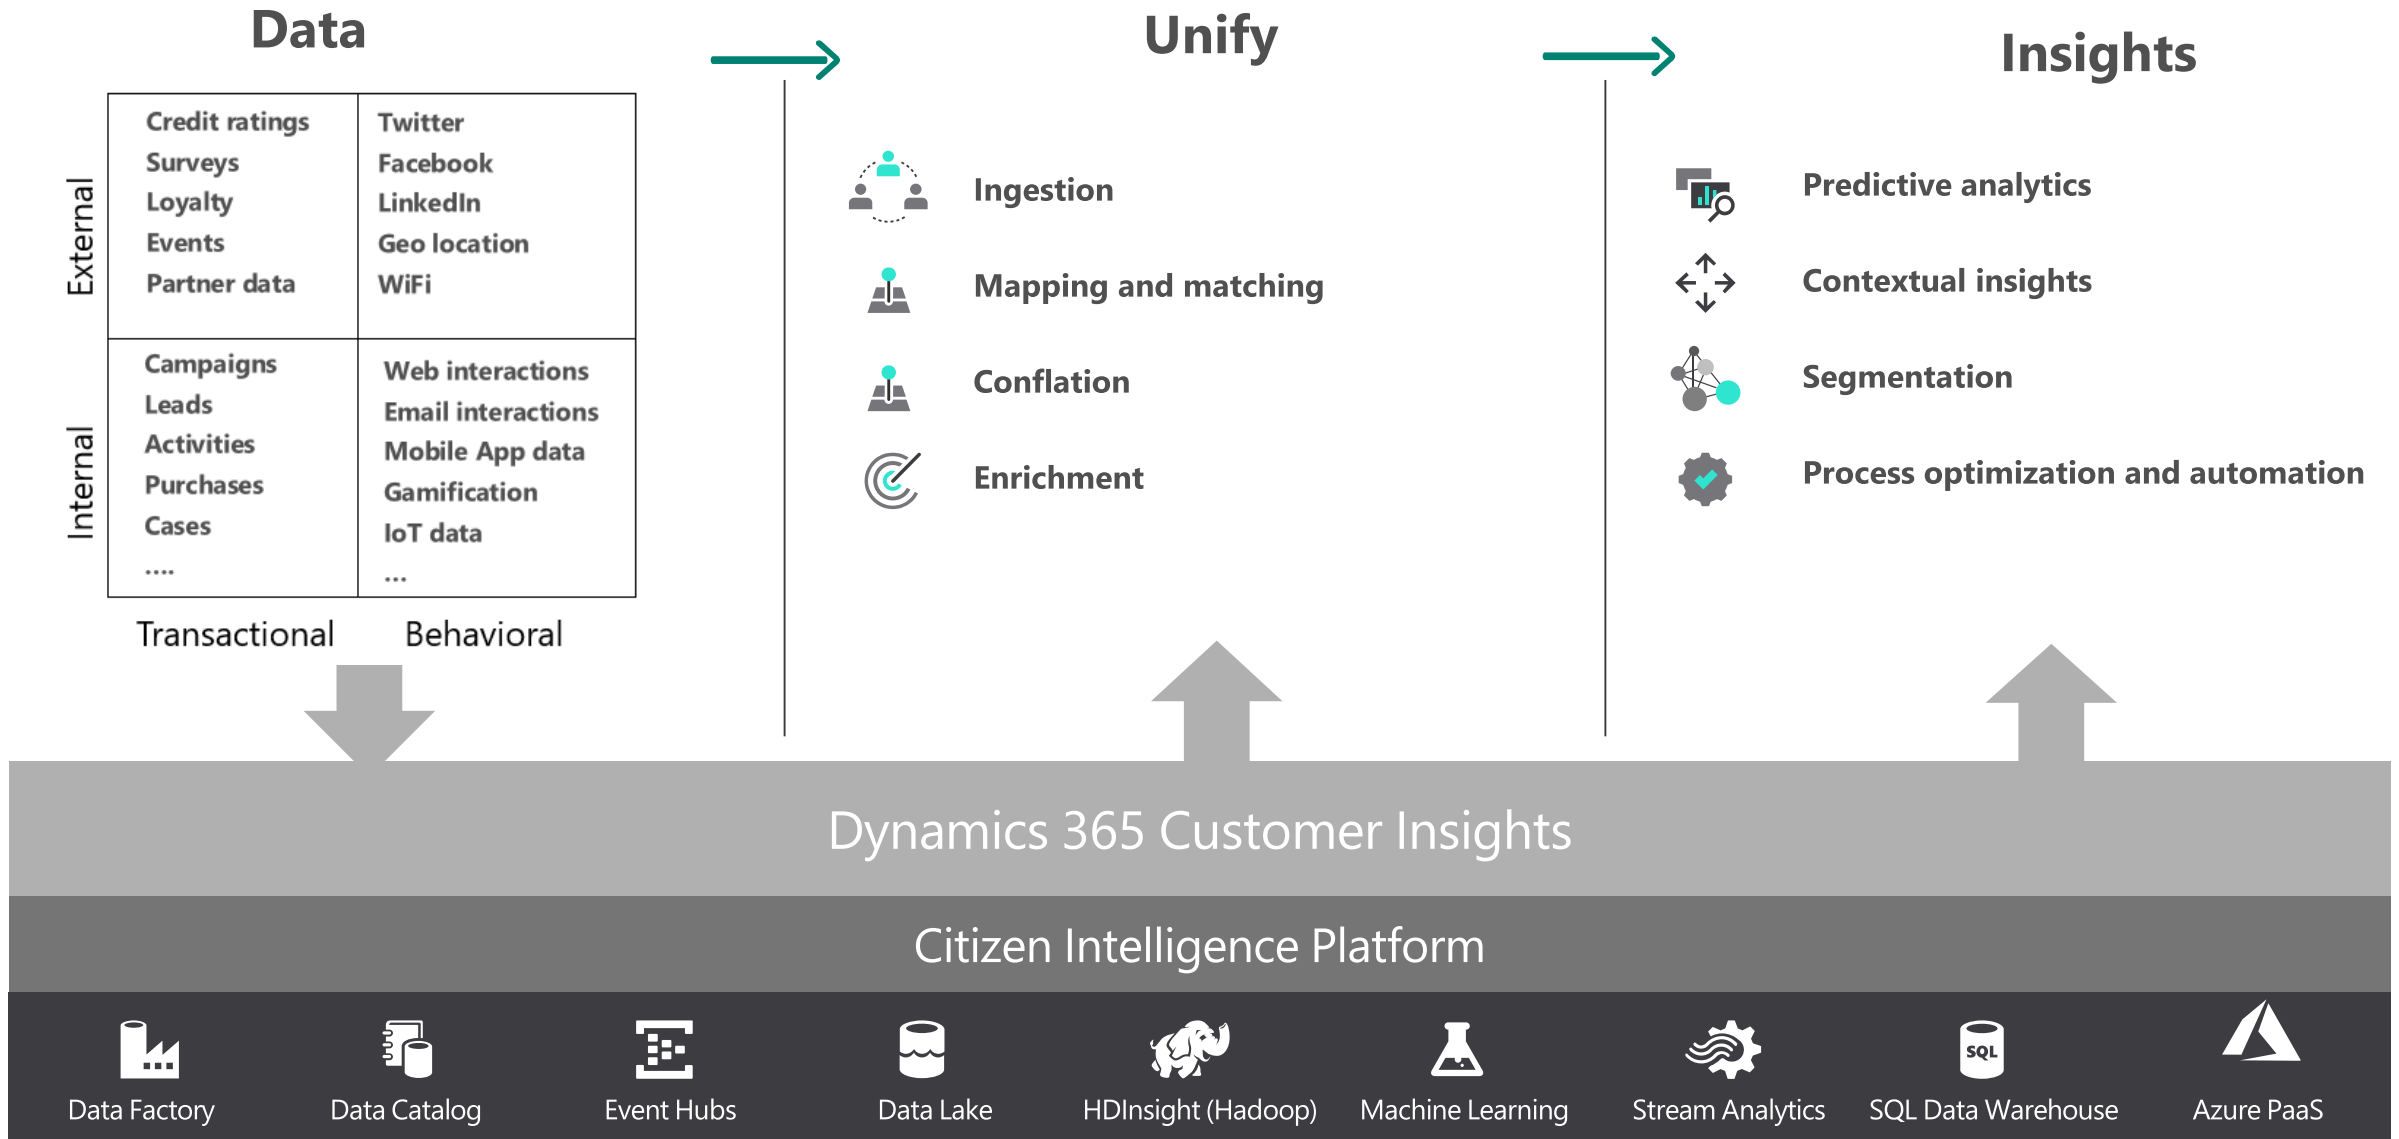 Data
Unify
Insights
External
Credit ratings
Surveys
Loyalty
Events
Partner data
Twitter
Facebook
LinkedIn
Geo location
WiFi
Internal
Campaigns
Leads
Activities
Purchases
Cases
....
Web interactions
Email interactions
Mobile App data
Gamification
IoT data
...
Transactional
Behavioral
Ingestion
Mapping and matching
Conflation
Enrichment
Predictive analytics
Contextual insights
Segmentation
Process optimization and automation
Dynamics 365 Customer Insights
Citizen Intelligence Platform
SQL
Data Factory
Data Catalog
Event Hubs
Data Lake
HDInsight (Hadoop)
Machine Learning
Stream Analytics
SQL Data Warehouse
Azure PaaS